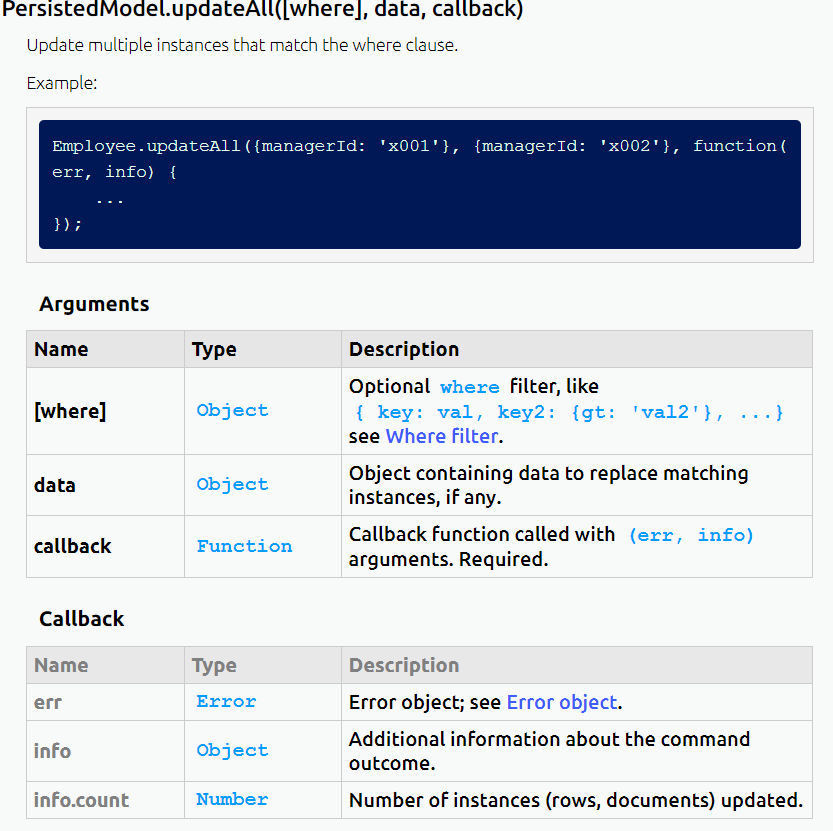 PersistedModel.updateAll([where], data, callback)
Update multiple instances that match the where clause.
Example:
Employee.updateAll({managerId: 'x001'}, {managerId: 'x002'}, function(
err, info) {
...
});
Arguments
Name Type Description
[where] Object Optional where filter, like
{ key: val, key2: {gt: 'val2'}, ...}
see Where filter.
data Object Object containing data to replace matching
instances, if any.
callback Function Callback function called with (err, info)
arguments. Required.
Callback
Name Type Description
err Error Error object; see Error object.
info Object Additional information about the command
outcome.
info.count Number Number of instances (rows, documents) updated.